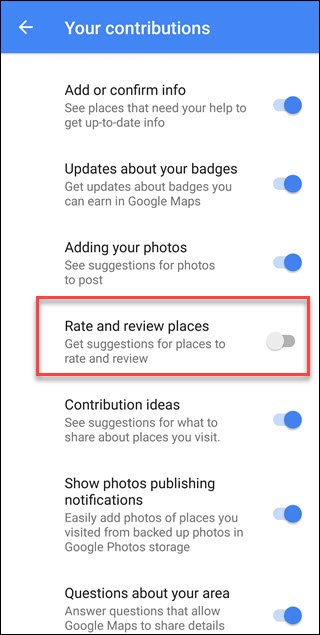 Your contributions
Add or confirm info
See places that need your help to
get up-to-date info
Updates about your badges
Get updates about badges you
can earn in Google Maps
Adding your photos
See suggestions for photos
to post
Rate and review places
Get suggestions for places to
rate and review
Contribution ideas
See suggestions for what to
share about places you visit.
Show photos publishing
notifications
Easily add photos of places you
visited from backed up photos in
Google Photos storage
Questions about your area
Answer questions that allow
Google Maps to share details